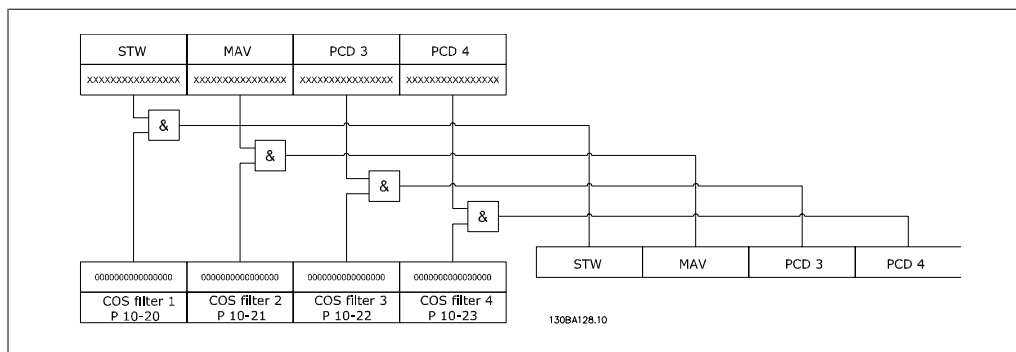 STW MAV PCD 3 PCD 4
XXXXXXXXXXXXXXXX XXXXXXXXXXXXXXXX XXXXXXXXXXXXXXXX XXXXXXXXXXXXXXXX
&
&
&
&
STW MAV PCD 3 PCD 4
0000000000000000 0000000000000000 0000000000000000 0000000000000000
COS filter 1 COS filter 2 COS filter 3 COS filter 4
P 10-20 P 10-21 P 10-22 P 10-23
130BA128.10